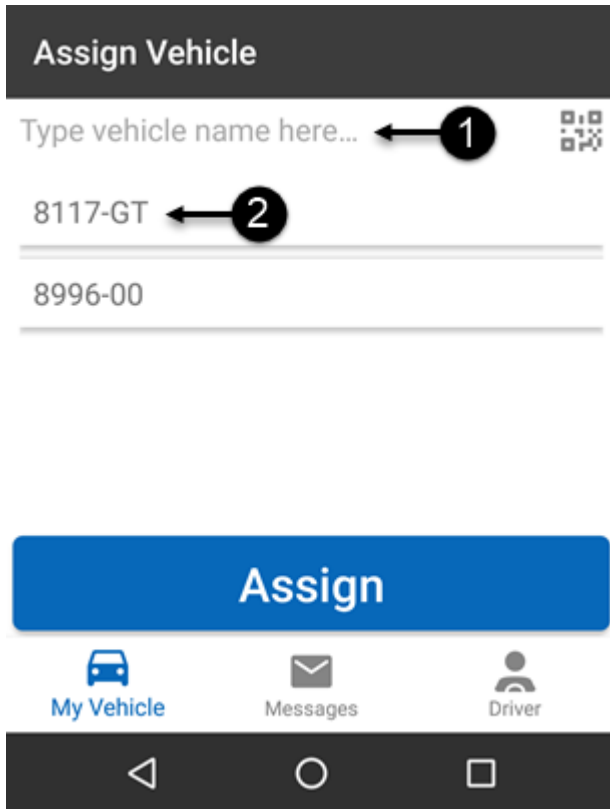 Assign Vehicle
Type vehicle name here... 1
8117-GT 2
8996-00
Assign
My Vehicle Messages Driver